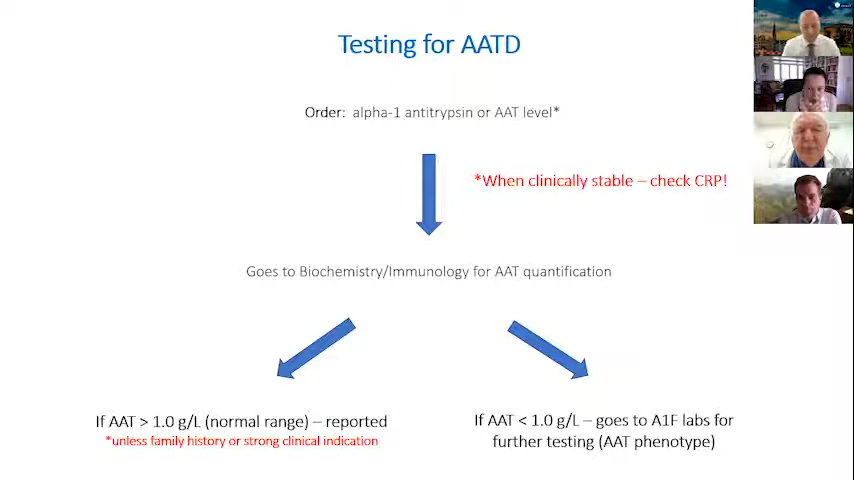 Testing for AATD
Order: alpha-1 antitrypsin or AAT level*
*When clinically stable – check CRP!
Goes to Biochemistry/Immunology for AAT quantification
If AAT > 1.0 g/L (normal range) – reported
*unless family history or strong clinical indication
If AAT < 1.0 g/L – goes to A1F labs for
further testing (AAT phenotype)